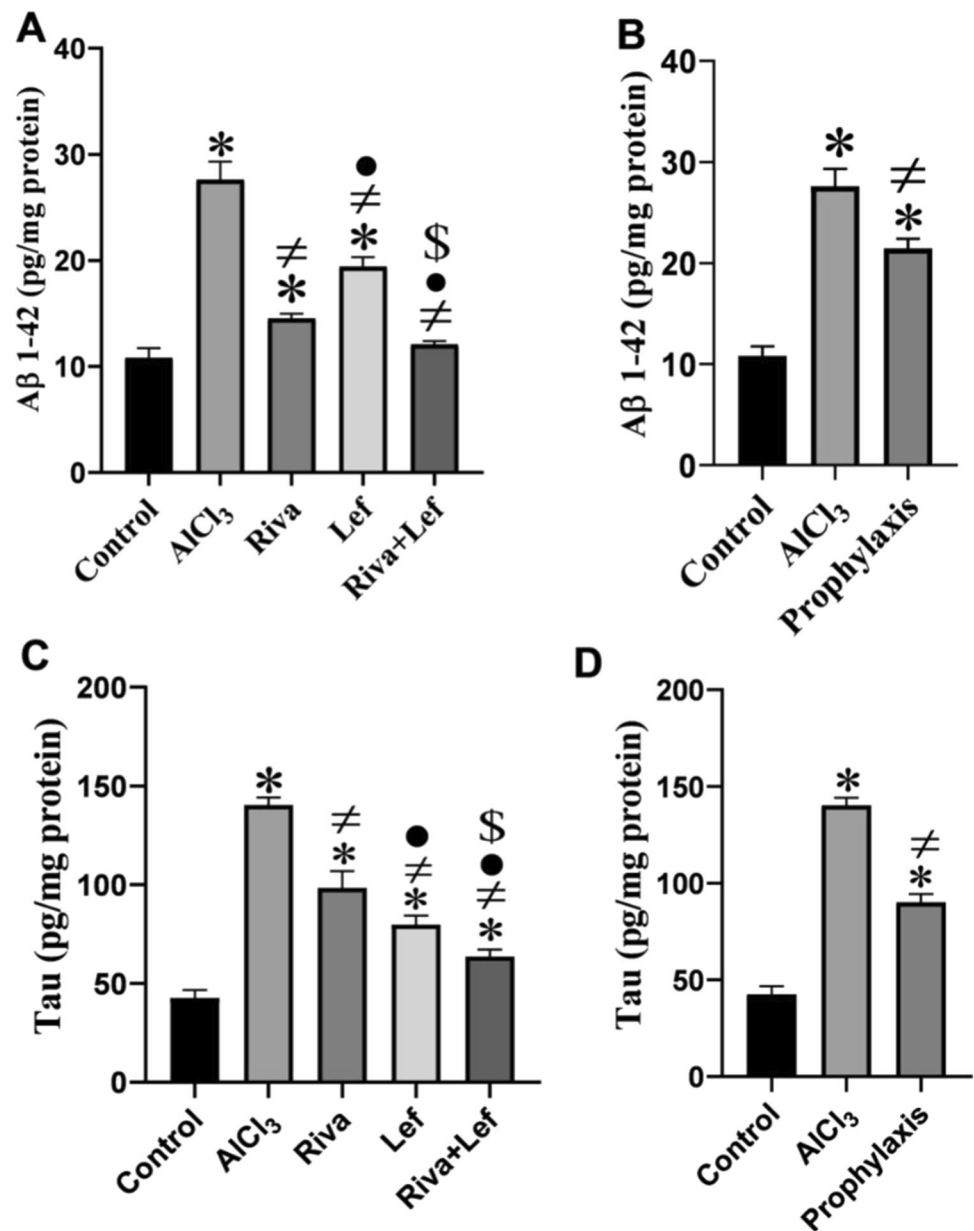 A
Aβ 1-42 (pg/mg protein)
40
30
20
10
0
*
≠
*
●
≠
*
$
●
≠
Control
AlCl₃
Riva
Lef
Riva+Lef
B
Aβ 1-42 (pg/mg protein)
40
30
20
10
0
*
≠
*
Control
AlCl₃
Prophylaxis
C
Tau (pg/mg protein)
200
150
100
50
0
*
≠
*
●
≠
*
$
●
≠
*
Control
AlCl₃
Riva
Lef
Riva+Lef
D
Tau (pg/mg protein)
200
150
100
50
0
*
≠
*
Control
AlCl₃
Prophylaxis